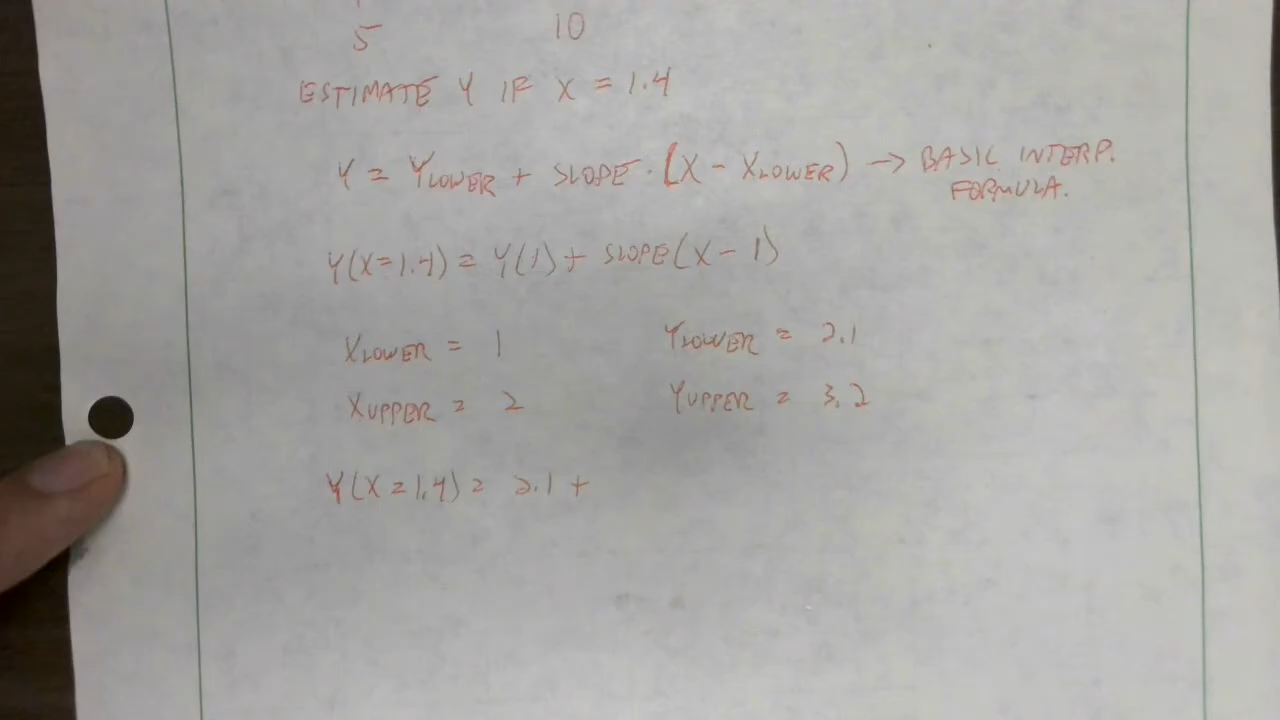 5 10
ESTIMATE Y IF X = 1.4
Y = YLOWER + SLOPE · (X - XLOWER) → BASIC INTERP. FORMULA.
Y(X=1.4) = Y(1) + SLOPE(X - 1)
XLOWER = 1 YLOWER = 2.1
XUPPER = 2 YUPPER = 3.2
Y(X=1.4) = 2.1 +